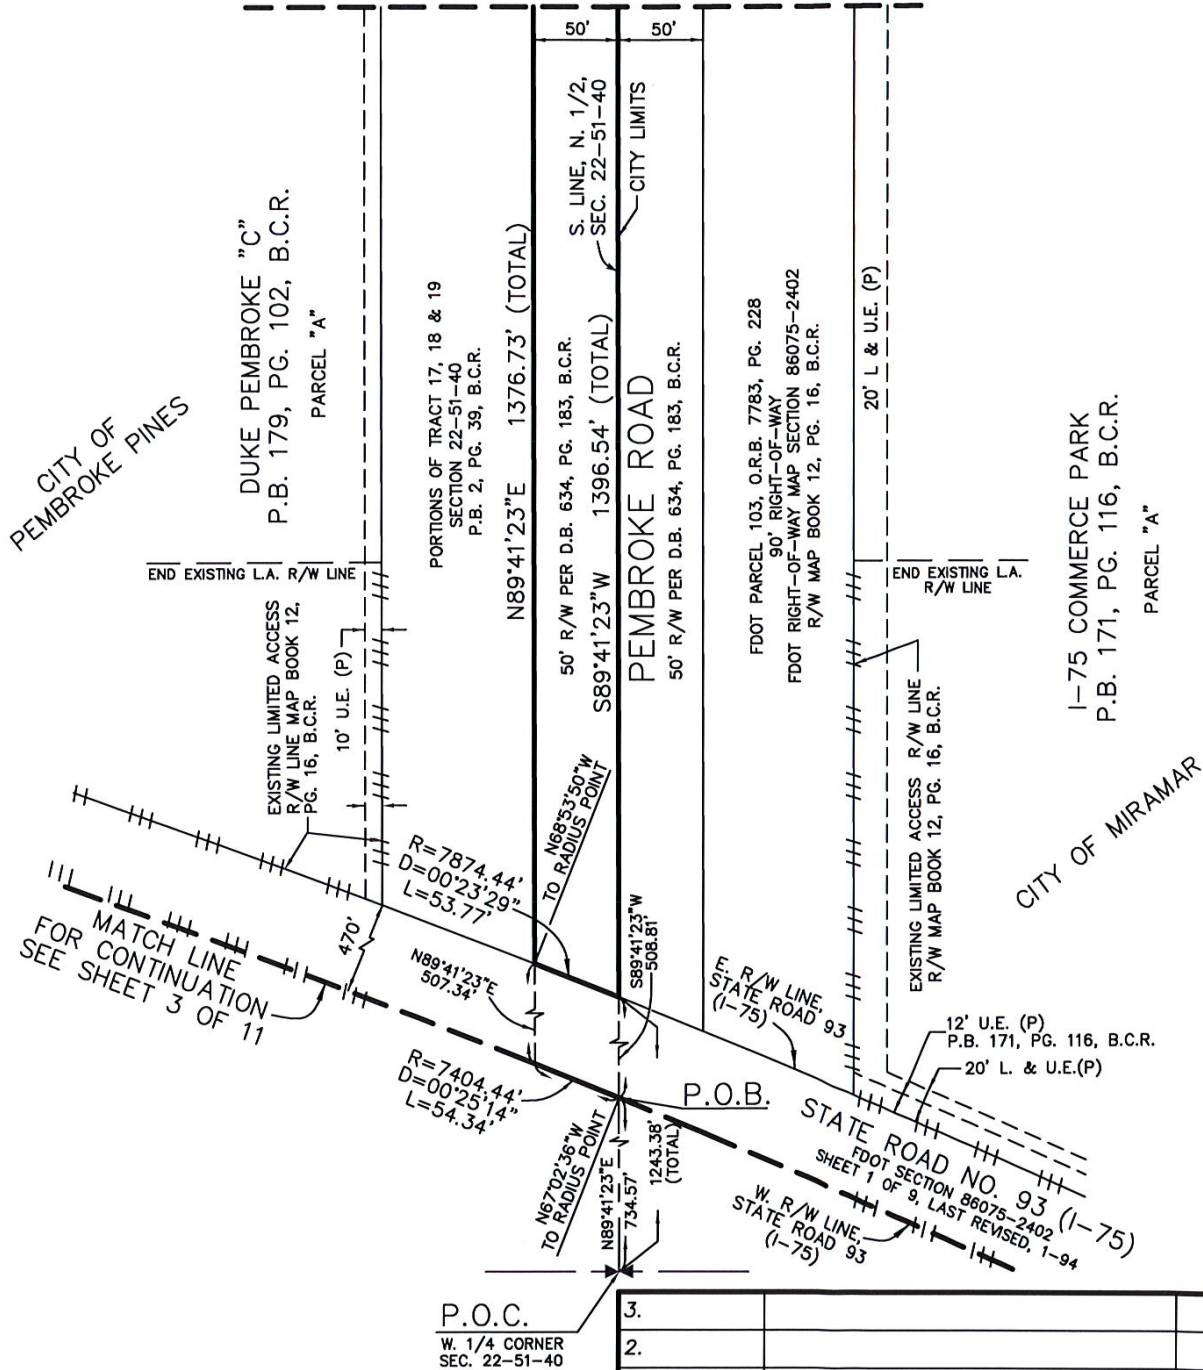 50'
50'
S. LINE, N. 1/2,
SEC. 22-51-40
CITY LIMITS
CITY OF
PEMBROKE PINES
DUKE PEMBROKE "C"
P.B. 179, PG. 102, B.C.R.
PARCEL "A"
PORTIONS OF TRACT 17, 18 & 19
SECTION 22-51-40
P.B. 2, PG. 39, B.C.R.
N89°41'23"E 1376.73' (TOTAL)
50' R/W PER D.B. 634, PG. 183, B.C.R.
S89°41'23"W 1396.54' (TOTAL)
PEMBROKE ROAD
50' R/W PER D.B. 634, PG. 183, B.C.R.
FDOT PARCEL 103, O.R.B. 7783, PG. 228
90' RIGHT-OF-WAY
FDOT RIGHT-OF-WAY MAP SECTION 86075-2402
R/W MAP BOOK 12, PG. 16, B.C.R.
20' L & U.E. (P)
I-75 COMMERCE PARK
P.B. 171, PG. 116, B.C.R.
PARCEL "A"
END EXISTING L.A. R/W LINE
END EXISTING L.A.
R/W LINE
EXISTING LIMITED ACCESS
R/W LINE MAP BOOK 12,
PG. 16, B.C.R.
10' U.E. (P)
EXISTING LIMITED ACCESS R/W LINE
R/W MAP BOOK 12, PG. 16, B.C.R.
CITY OF MIRAMAR
R=7874.44'
D=00°23'29"
L=53.77'
N68°53'50"W
TO RADIUS POINT
MATCH LINE
FOR CONTINUATION
SEE SHEET 3 OF 11
470'
N89°41'23"E
507.34'
S89°41'23"W
508.81'
E. R/W LINE,
STATE ROAD 93
(I-75)
12' U.E. (P)
P.B. 171, PG. 116, B.C.R.
20' L. & U.E.(P)
R=7404.44'
D=00°25'14"
L=54.34'
P.O.B.
N67°02'36"W
TO RADIUS POINT
N89°41'23"E
734.57'
1243.38'
(TOTAL)
STATE ROAD NO. 93 (I-75)
FDOT SECTION 86075-2402
SHEET 1 OF 9, LAST REVISED, 1-94
W. R/W LINE,
STATE ROAD 93
(I-75)
P.O.C.
W. 1/4 CORNER
SEC. 22-51-40
3.
2.